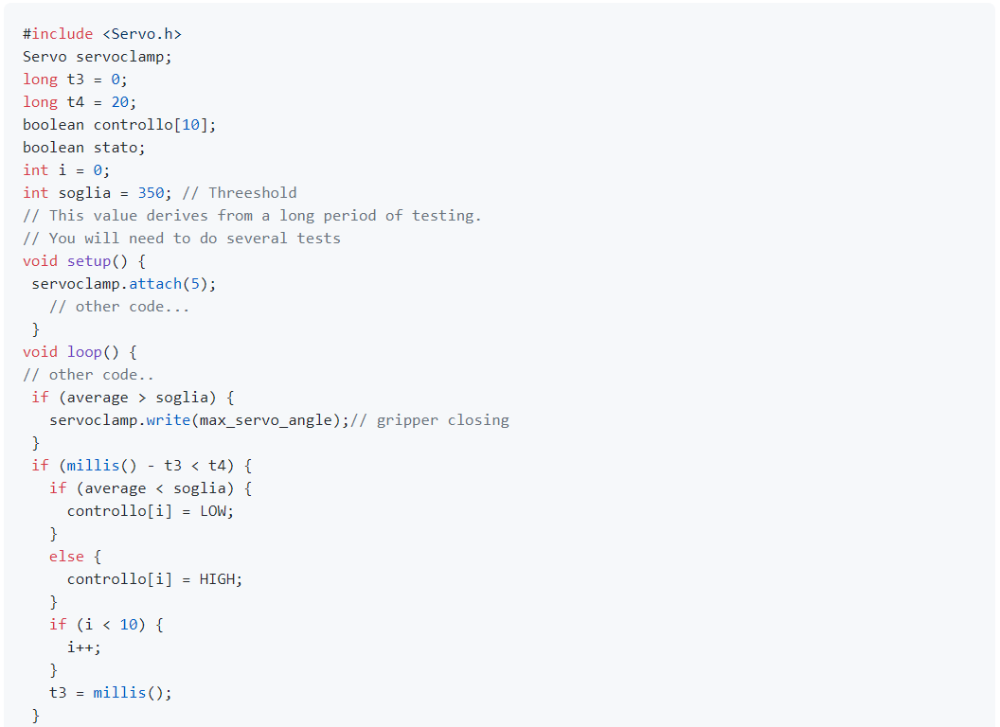 #include <Servo.h>
Servo servoclamp;
long t3 = 0;
long t4 = 20;
boolean controllo[10];
boolean stato;
int i = 0;
int soglia = 350; // Threeshold
// This value derives from a long period of testing.
// You will need to do several tests
void setup() {
 servoclamp.attach(5);
   // other code...
 }
void loop() {
// other code..
 if (average > soglia) {
   servoclamp.write(max_servo_angle);// gripper closing
 }
 if (millis() - t3 < t4) {
   if (average < soglia) {
     controllo[i] = LOW;
   }
   else {
     controllo[i] = HIGH;
   }
   if (i < 10) {
     i++;
   }
   t3 = millis();
 }